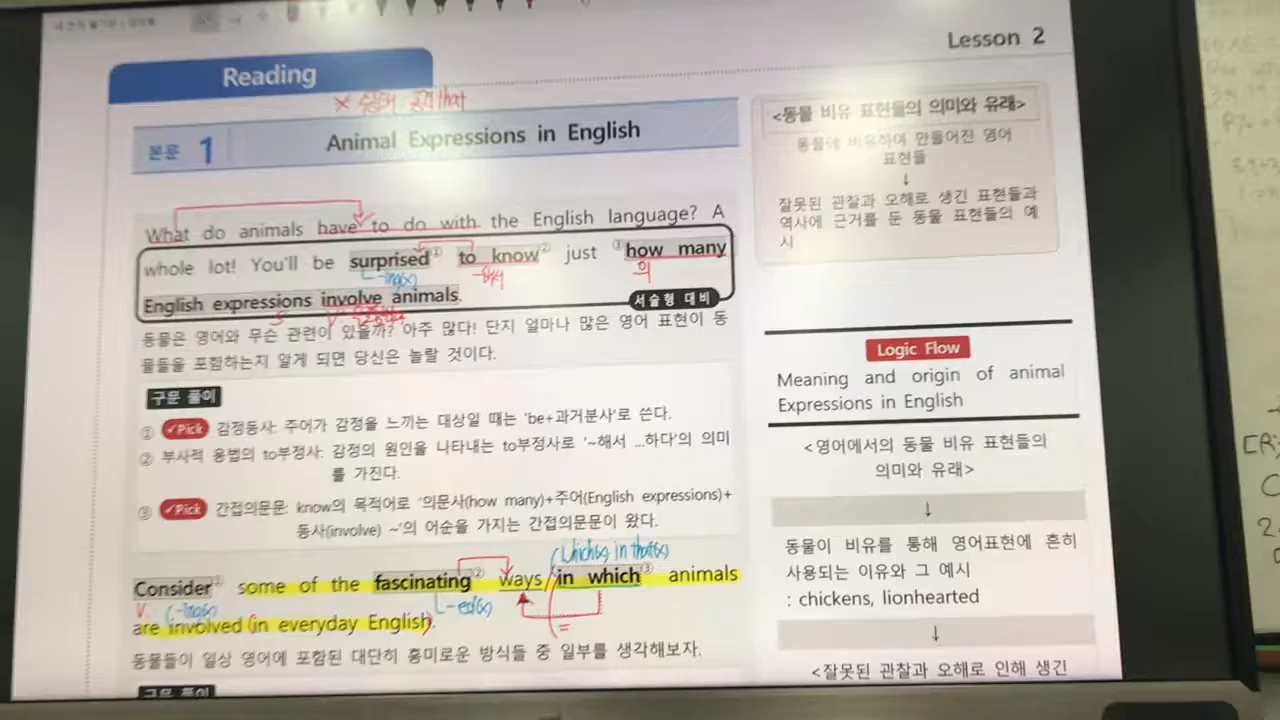 Lesson 2
Reading
본문 1 Animal Expressions in English
What do animals have to do with the English language? A
whole lot! You'll be surprised① to know② just ③how many
-ing(x)
English expressions involve animals.
서술형 대비
동물은 영어와 무슨 관련이 있을까? 아주 많다! 단지 얼마나 많은 영어 표현이 동
물들을 포함하는지 알게 되면 당신은 놀랄 것이다.
구문 풀이
① ✓Pick 감정동사: 주어가 감정을 느끼는 대상일 때는 'be+과거분사'로 쓴다.
② 부사적 용법의 to부정사: 감정의 원인을 나타내는 to부정사로 '~해서 …하다'의 의미
를 가진다.
③ ✓Pick 간접의문문: know의 목적어로 '의문사(how many)+주어(English expressions)+
동사(involve) ~'의 어순을 가지는 간접의문문이 왔다.
which(x) in that(x)
Consider① some of the fascinating② ways in which③ animals
V. (-ing(x) -ed(x)
are involved (in everyday English).
=
동물들이 일상 영어에 포함된 대단히 흥미로운 방식들 중 일부를 생각해보자.
구문 풀이
<동물 비유 표현들의 의미와 유래>
동물에 비유하여 만들어진 영어
표현들
↓
잘못된 관찰과 오해로 생긴 표현들과
역사에 근거를 둔 동물 표현들의 예
시
Logic Flow
Meaning and origin of animal
Expressions in English
<영어에서의 동물 비유 표현들의
의미와 유래>
↓
동물이 비유를 통해 영어표현에 흔히
사용되는 이유와 그 예시
: chickens, lionhearted
↓
<잘못된 관찰과 오해로 인해 생긴